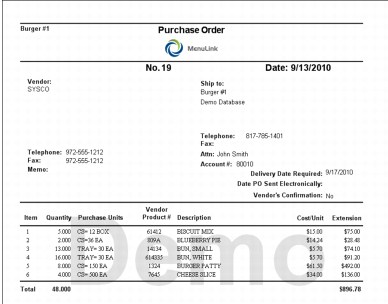 Burger #1
Purchase Order
MenuLink
No. 19 Date: 9/13/2010
Vendor: Ship to:
SYSCO Burger #1
Demo Database
Telephone: 817-785-1401
Fax:
Telephone: 972-555-1212 Attn: John Smith
Fax: 972-555-1212 Account #: 80010
Memo: Delivery Date Required: 9/17/2010
Date PO Sent Electronically:
Vendor's Confirmation: No
Item Quantity Purchase Units Vendor Product # Description Cost/Unit Extension
1 5.000 CS= 12 BOX 61412 BISCUIT MIX $15.00 $75.00
2 2.000 CS=36 EA 809A BLUEBERRY PIE $14.24 $28.48
3 13.000 TRAY= 30 EA 14134 BUN, SMALL $5.70 $74.10
4 16.000 TRAY= 30 EA 614335 BUN, WHITE $5.70 $91.20
5 8.000 CS= 150 EA 1324 BURGER PATTY $61.50 $492.00
6 4.000 CS= 500 EA 7645 CHEESE SLICE $34.00 $136.00
Total 48.000 $896.78
Demo